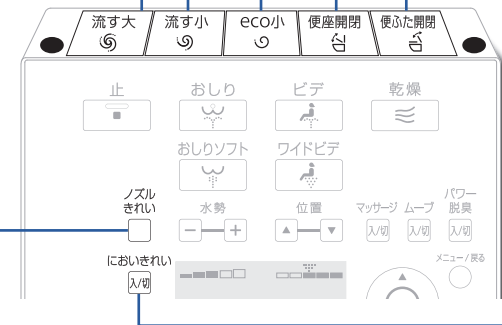 流す大 流す小 eco小 便座開閉 便ふた開閉
止 おしり ビデ 乾燥
おしりソフト ワイドビデ
ノズル
きれい
水勢 位置 マッサージ ムーブ
パワー
脱臭
入/切 入/切 入/切
においきれい
入/切
メニュー/戻る